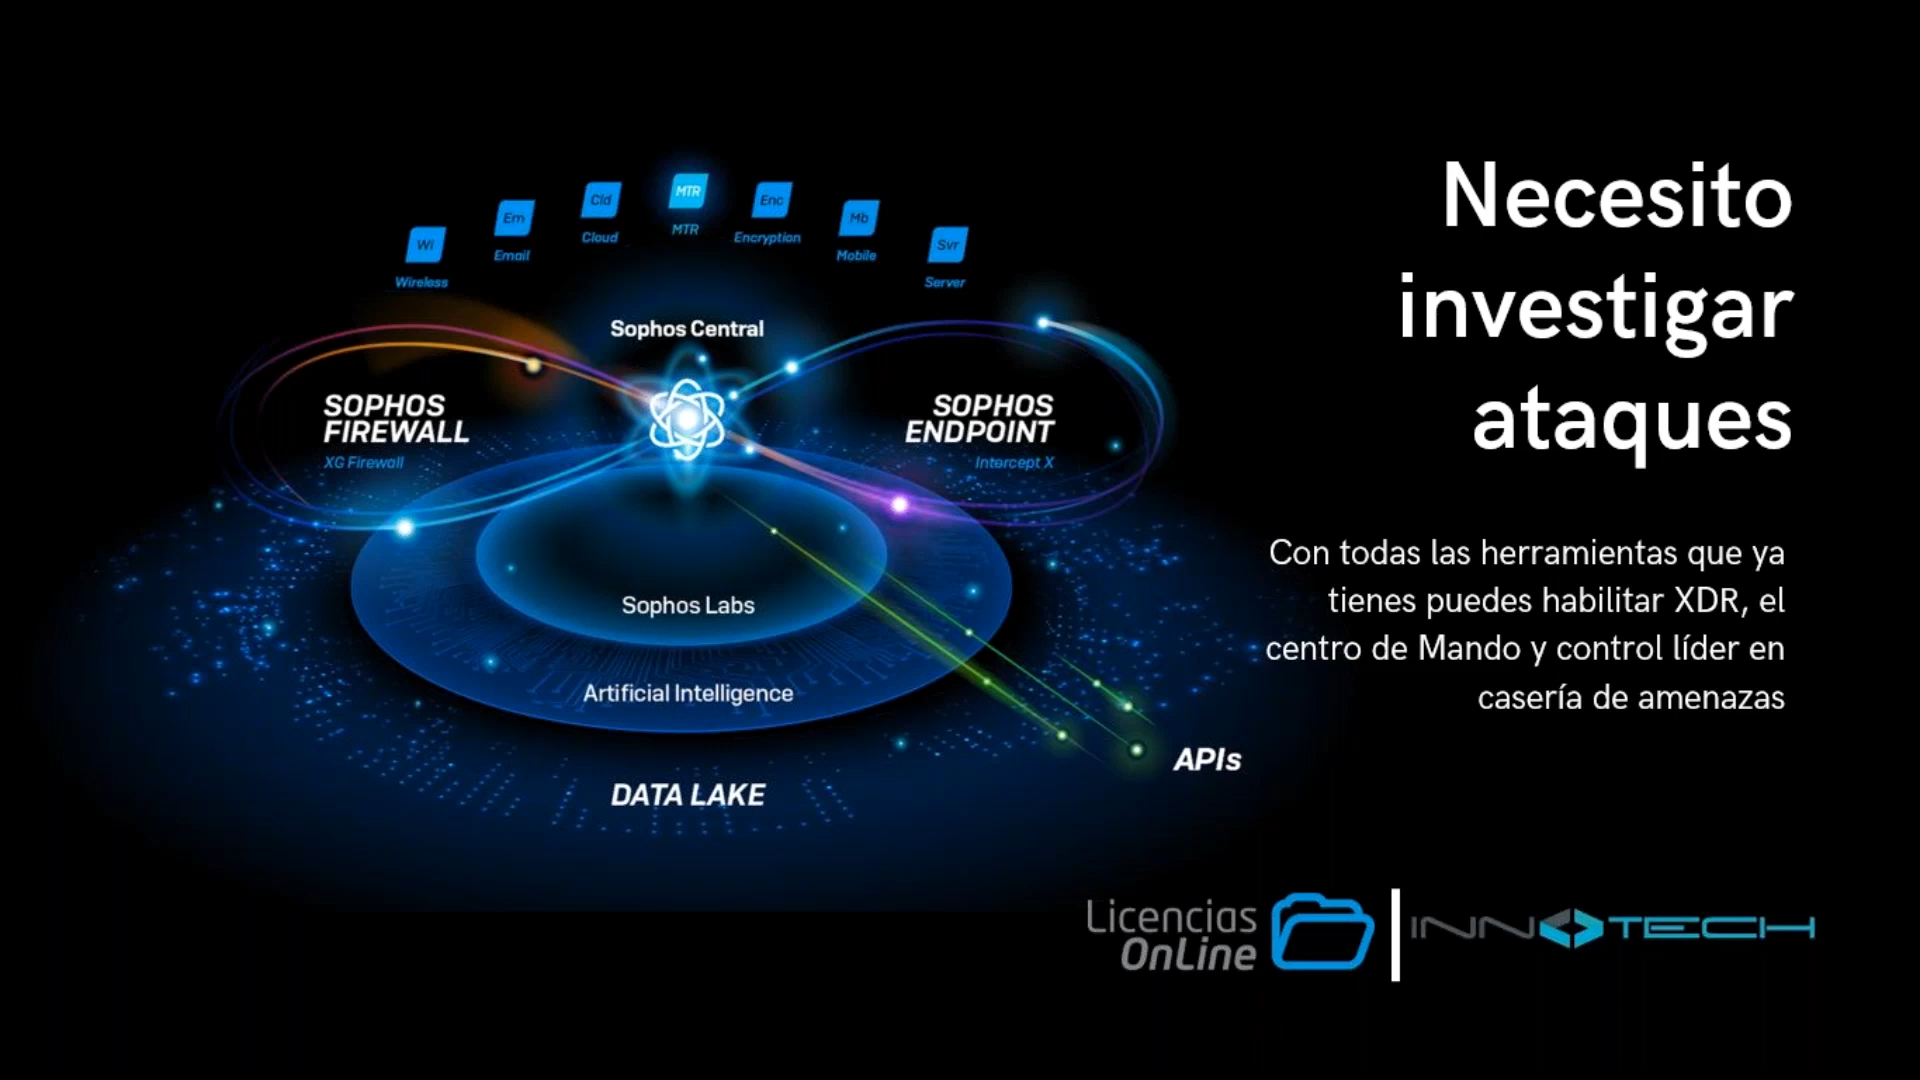 MTR
Cld
Enc
Em
Mb
Wi
Svr
MTR
Cloud
Encryption
Email
Mobile
Wireless
Server
Sophos Central
SOPHOS
FIREWALL
XG Firewall
SOPHOS
ENDPOINT
Intercept X
Sophos Labs
Artificial Intelligence
DATA LAKE
APIs
Necesito
investigar
ataques
Con todas las herramientas que ya
tienes puedes habilitar XDR, el
centro de Mando y control líder en
casería de amenazas
Licencias
OnLine
INNOTECH